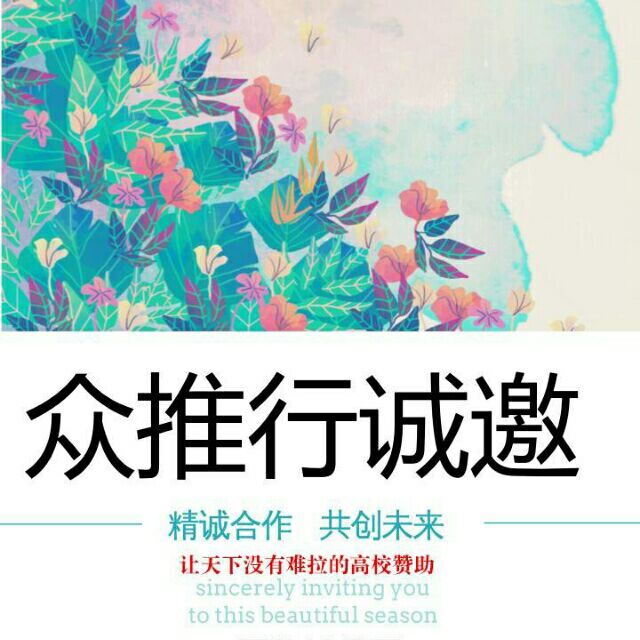 众推行诚邀
精诚合作 共创未来
让天下没有难拉的高校赞助
sincerely inviting you
to this beautiful season